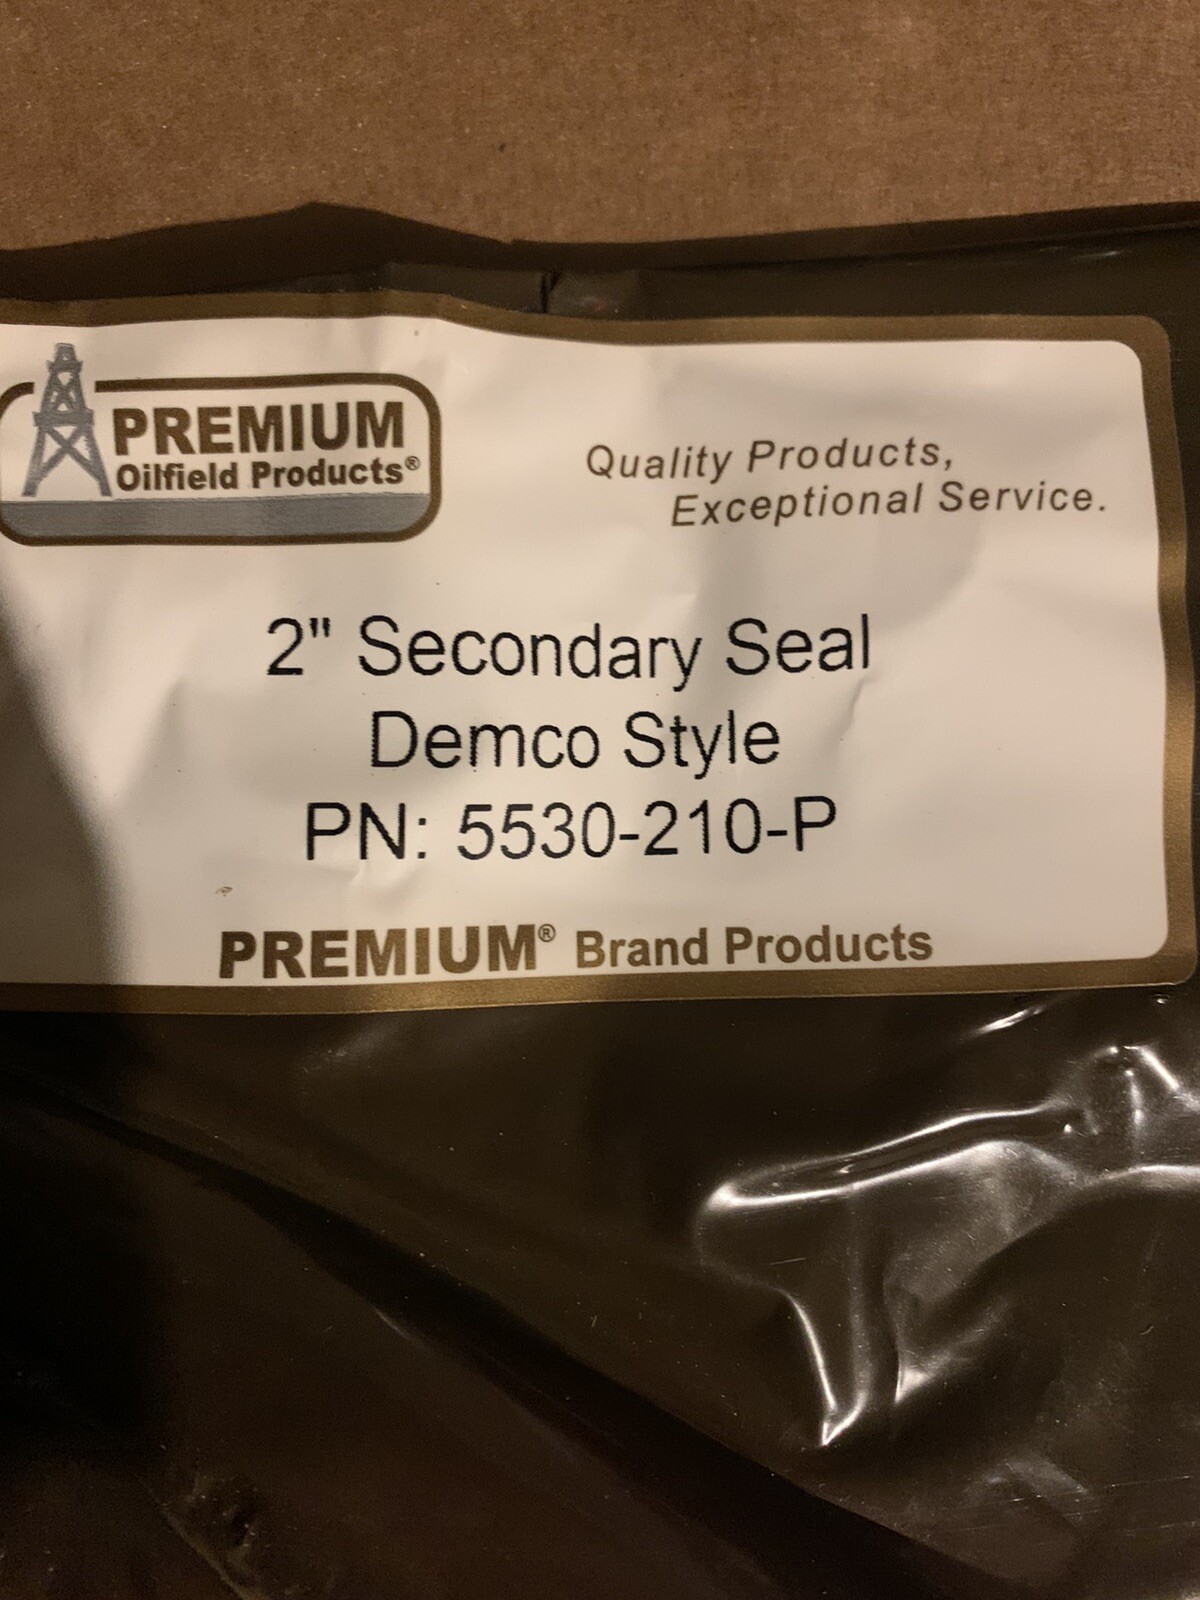 PREMIUM
Oilfield Products®
Quality Products,
Exceptional Service.
2" Secondary Seal
Demco Style
PN: 5530-210-P
PREMIUM® Brand Products